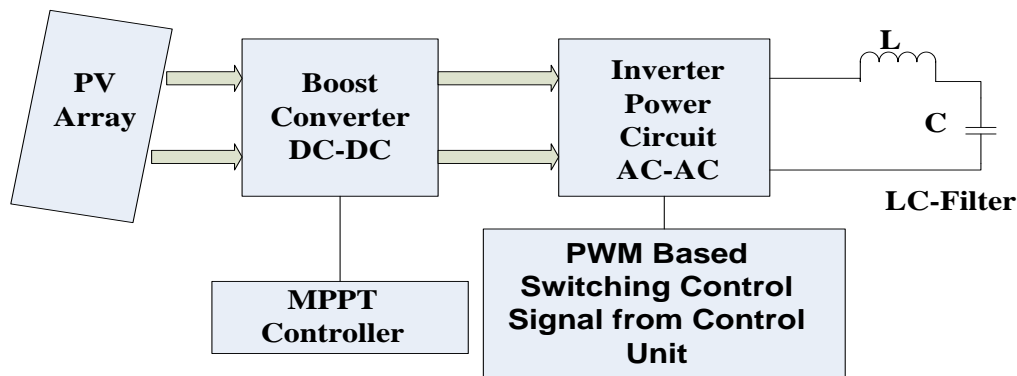 PV
Array
Boost
Converter
DC-DC
Inverter
Power
Circuit
AC-AC
L
C
LC-Filter
MPPT
Controller
PWM Based
Switching Control
Signal from Control
Unit